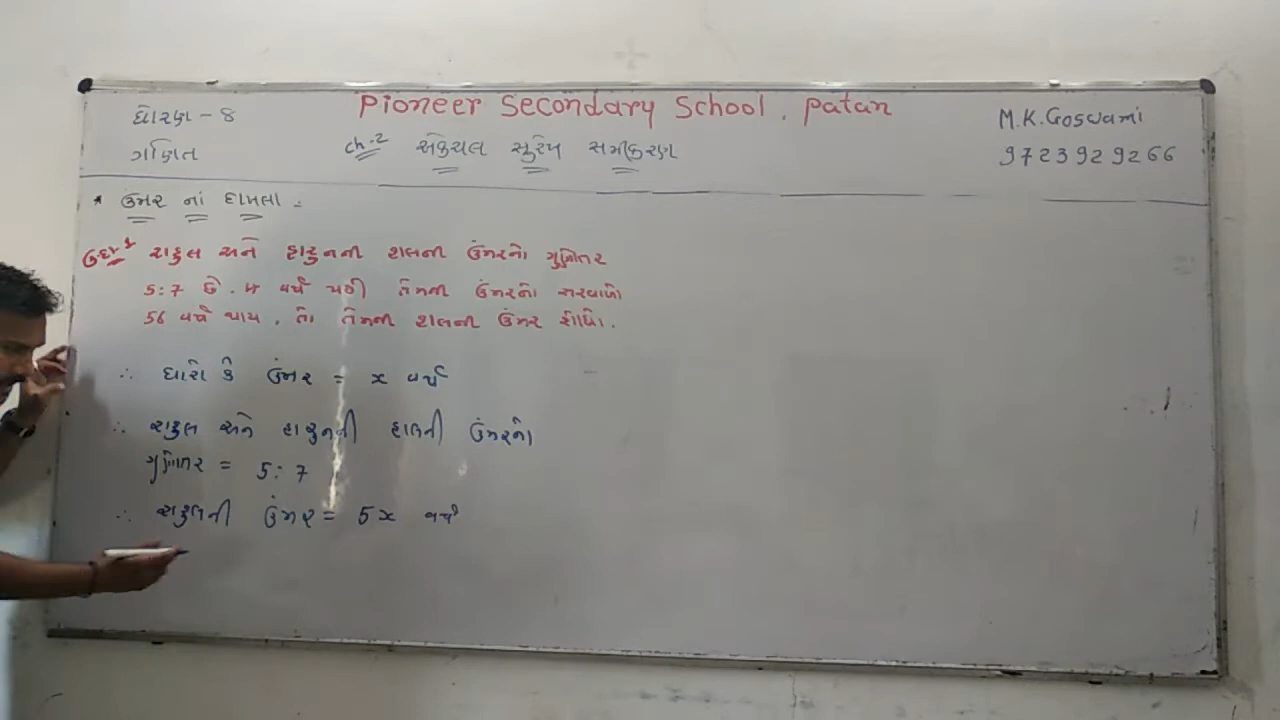 Pioneer Secondary School, Patan
ધોરણ - 8
M.K.Goswami
ગણિત
ch.2 એકચલ સુરેખ સમીકરણ
9723929266
* ઉંમર નાં દાખલા :
ઉદા 1 રાહુલ અને હારુનની હાલની ઉંમરનો ગુણોત્તર
5:7 છે. 4 વર્ષ પછી તેમની ઉંમરનો સરવાળો
56 વર્ષ થાય. તો તેમની હાલની ઉંમર શોધો.
∴ ધારો કે ઉંમર = x વર્ષ
∴ રાહુલ અને હારુનની હાલની ઉંમરનો
ગુણોત્તર = 5:7
∴ રાહુલની ઉંમર = 5x વર્ષ